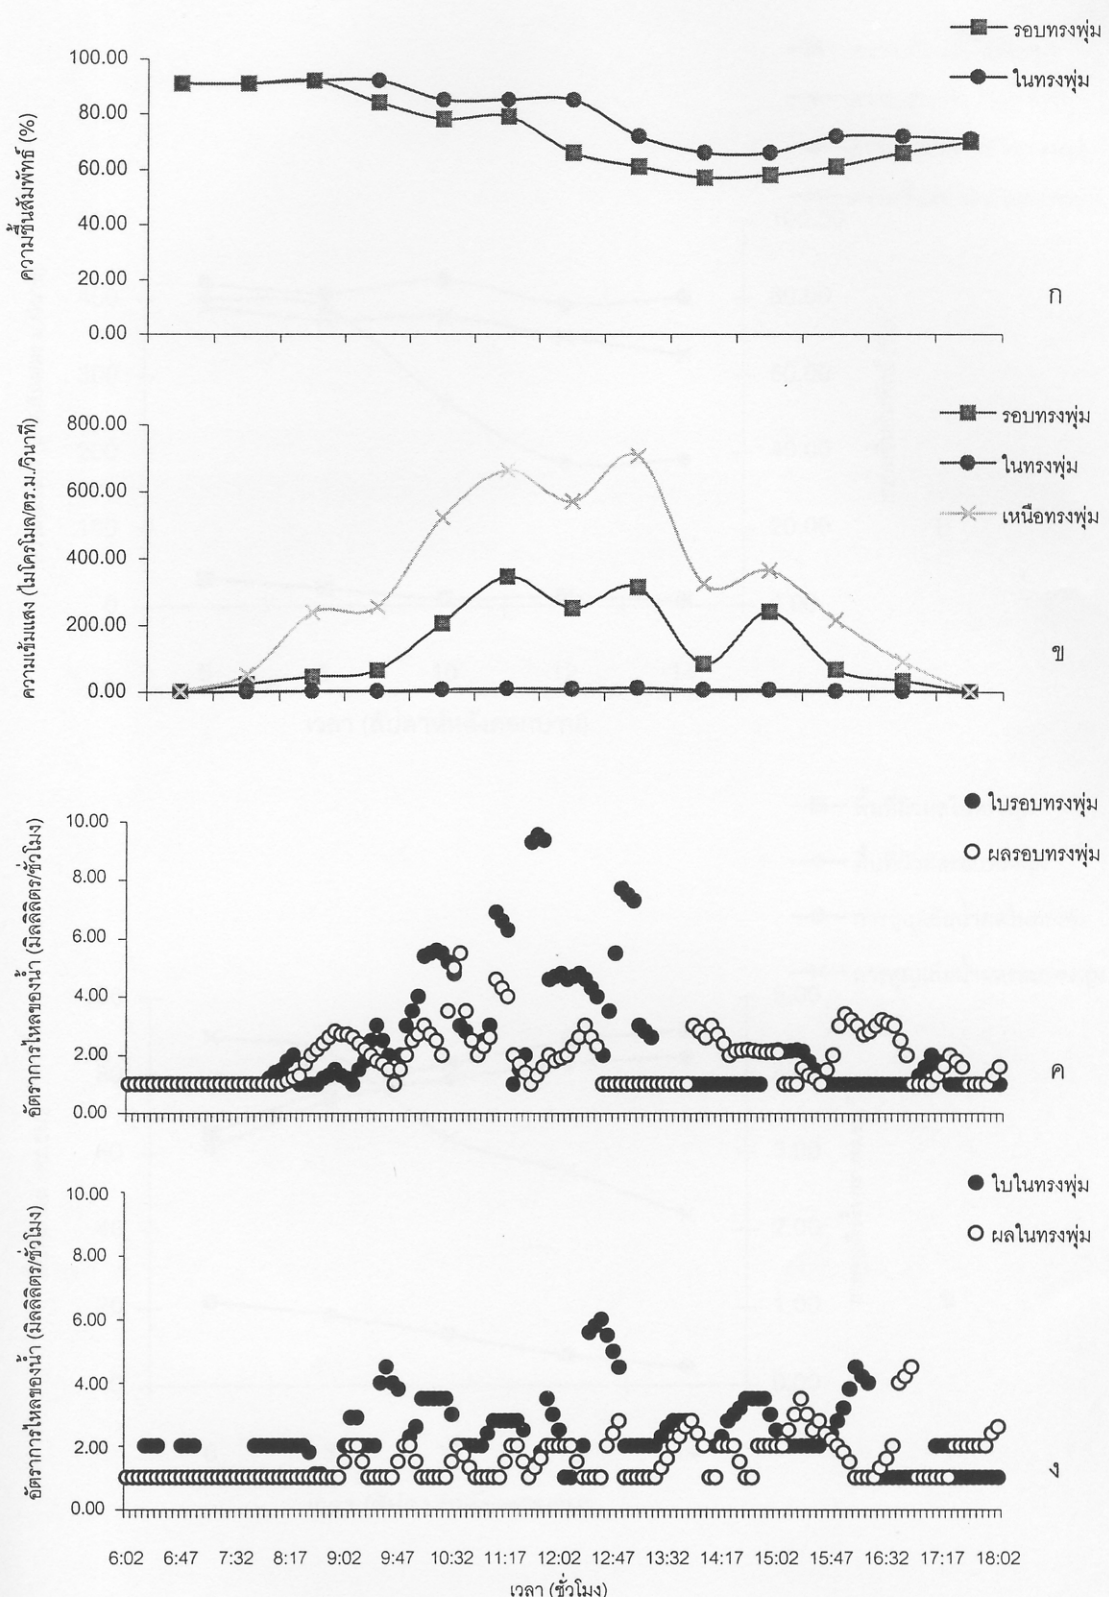 รอบทรงพุ่ม
ในทรงพุ่ม
100.00
80.00
60.00
40.00
20.00
0.00
ความชื้นสัมพัทธ์ (%)
ก
รอบทรงพุ่ม
ในทรงพุ่ม
เหนือทรงพุ่ม
800.00
600.00
400.00
200.00
0.00
ความเข้มแสง (ไมโครโมล/ตร.ม./วินาที)
ข
ใบรอบทรงพุ่ม
ผลรอบทรงพุ่ม
10.00
8.00
6.00
4.00
2.00
0.00
อัตราการไหลของน้ำ (มิลลิลิตร/ชั่วโมง)
ค
ใบในทรงพุ่ม
ผลในทรงพุ่ม
10.00
8.00
6.00
4.00
2.00
0.00
อัตราการไหลของน้ำ (มิลลิลิตร/ชั่วโมง)
ง
6:02 6:47 7:32 8:17 9:02 9:47 10:32 11:17 12:02 12:47 13:32 14:17 15:02 15:47 16:32 17:17 18:02
เวลา (ชั่วโมง)